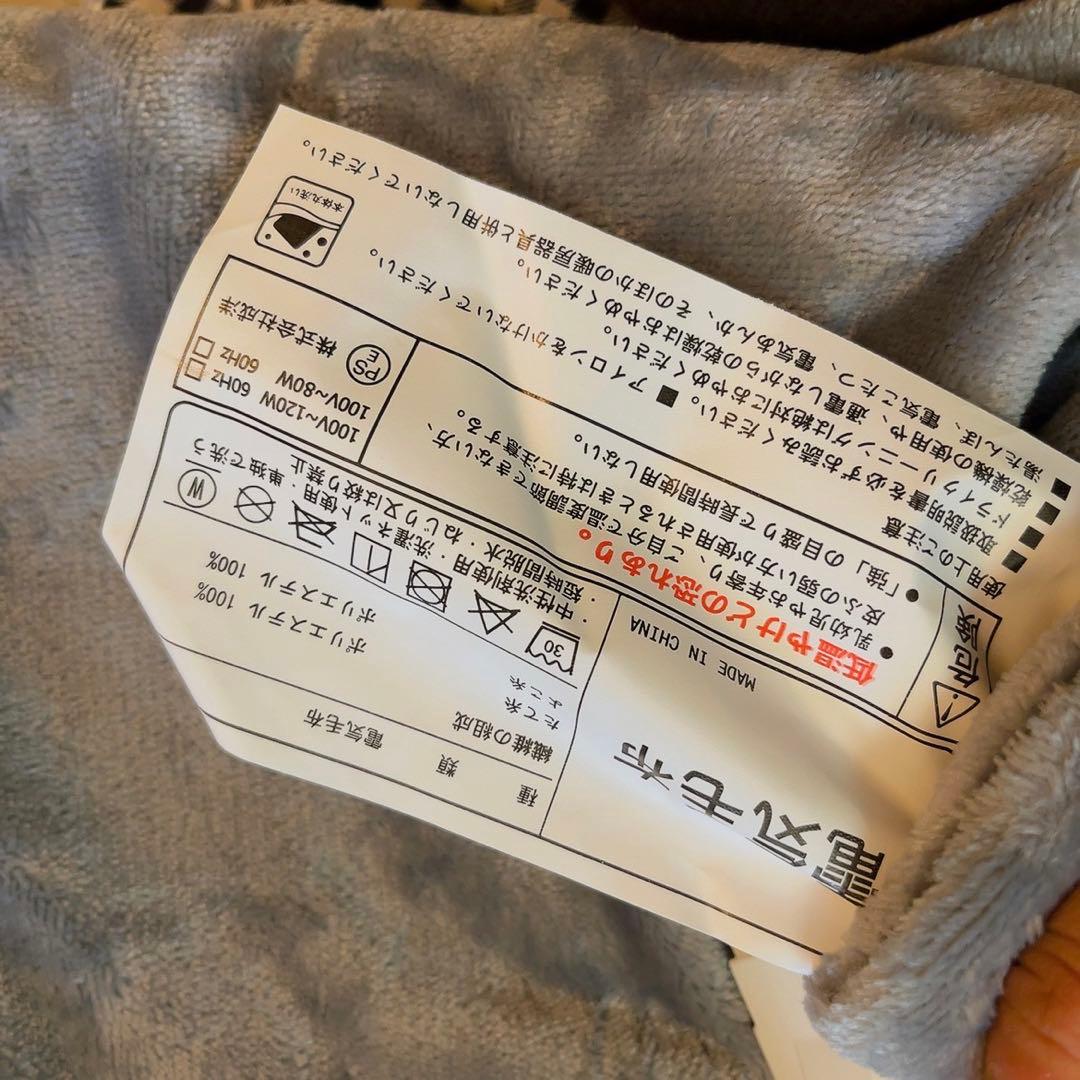 電気毛布
MADE IN CHINA
種 類
電気毛布
繊維の組成
たて糸
ポリエステル 100%
よこ糸
ポリエステル 100%
30
W
・中性洗剤使用・洗濯ネット使用・単独で洗う
・短時間脱水・ねじり又は絞り禁止
100V~120W 60Hz □
100V~80W 60Hz □
PS
E
株式会社成洋
危険
低温やけどの恐れあり。
● 乳幼児やお年寄り、ご自分で温度調節できない方、
皮ふの弱い方が使用されるときは特に注意する。
● 「強」の目盛りで長時間使用しない。
使用上のご注意
■ 取扱説明書を必ずお読みください。
■ ドライクリーニングは絶対におやめください。
■ アイロンをかけないでください。
■ 乾燥機の使用や、通電しながらの乾燥はおやめください。
■ 湯たんぽ、電気こたつ、電気あんか、そのほかの暖房器具と併用しないでください。
本体丸洗い